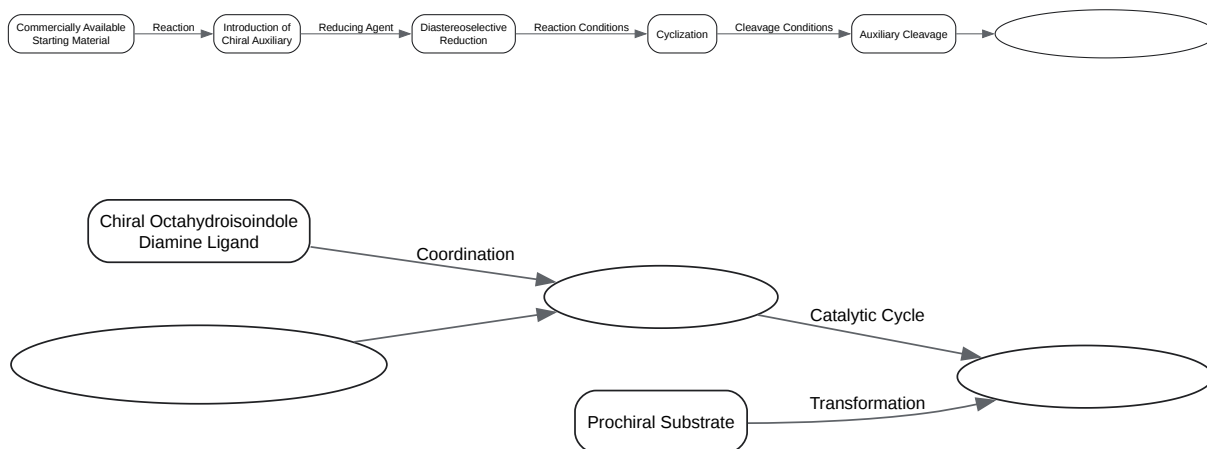 Commercially Available
Starting Material
Reaction
Introduction of
Chiral Auxiliary
Reducing Agent
Diastereoselective
Reduction
Reaction Conditions
Cyclization
Cleavage Conditions
Auxiliary Cleavage
Chiral Octahydroisoindole
Diamine Ligand
Coordination
Catalytic Cycle
Prochiral Substrate
Transformation